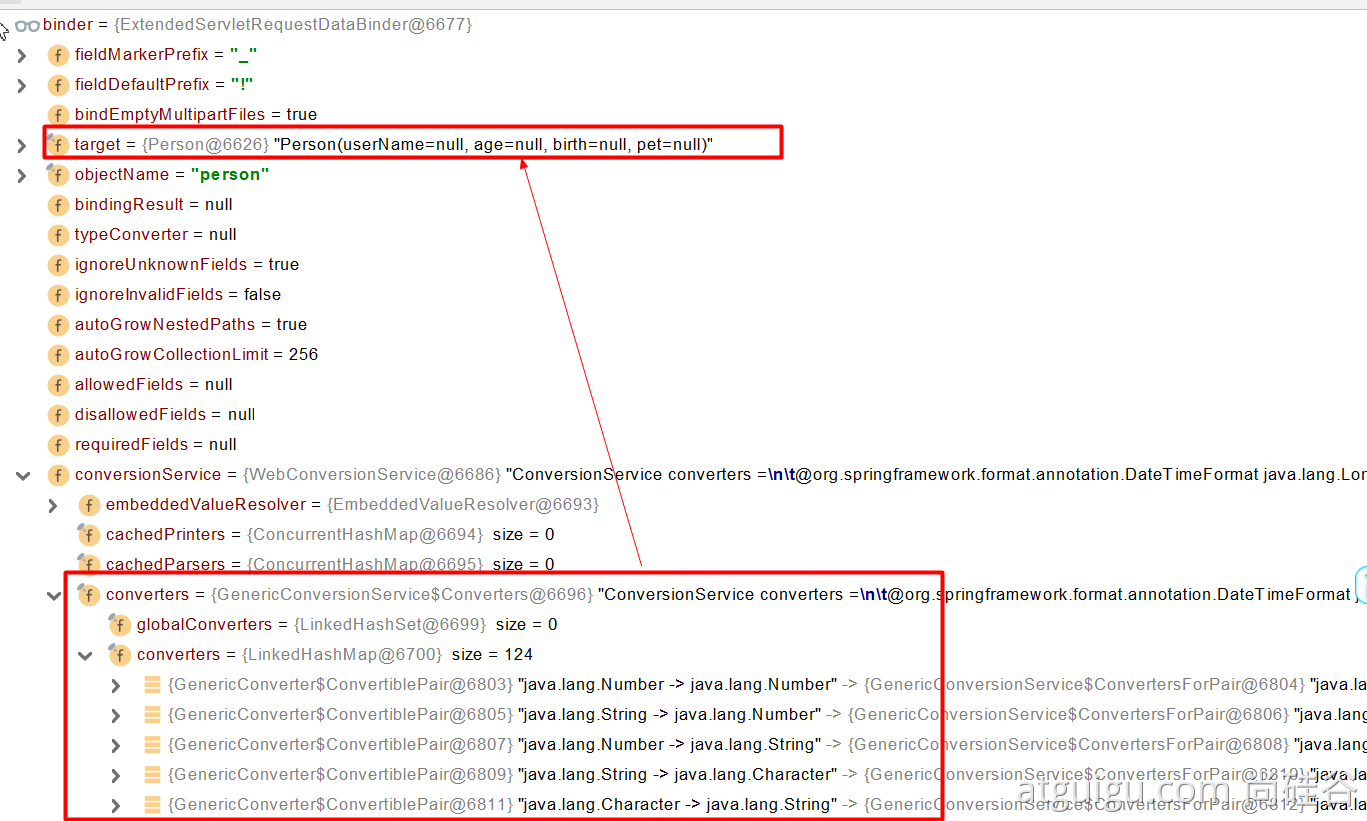 binder = {ExtendedServletRequestDataBinder@6677}
f fieldMarkerPrefix = "_"
f fieldDefaultPrefix = "!"
f bindEmptyMultipartFiles = true
f target = {Person@6626} "Person(userName=null, age=null, birth=null, pet=null)"
f objectName = "person"
f bindingResult = null
f typeConverter = null
f ignoreUnknownFields = true
f ignoreInvalidFields = false
f autoGrowNestedPaths = true
f autoGrowCollectionLimit = 256
f allowedFields = null
f disallowedFields = null
f requiredFields = null
f conversionService = {WebConversionService@6686} "ConversionService converters =\n\t@org.springframework.format.annotation.DateTimeFormat java.lang.Lon
f embeddedValueResolver = {EmbeddedValueResolver@6693}
f cachedPrinters = {ConcurrentHashMap@6694} size = 0
f cachedParsers = {ConcurrentHashMap@6695} size = 0
f converters = {GenericConversionService$Converters@6696} "ConversionService converters =\n\t@org.springframework.format.annotation.DateTimeFormat j
f globalConverters = {LinkedHashSet@6699} size = 0
f converters = {LinkedHashMap@6700} size = 124
{GenericConverter$ConvertiblePair@6803} "java.lang.Number -> java.lang.Number" -> {GenericConversionService$ConvertersForPair@6804} "java.la
{GenericConverter$ConvertiblePair@6805} "java.lang.String -> java.lang.Number" -> {GenericConversionService$ConvertersForPair@6806} "java.lang
{GenericConverter$ConvertiblePair@6807} "java.lang.Number -> java.lang.String" -> {GenericConversionService$ConvertersForPair@6808} "java.lang
{GenericConverter$ConvertiblePair@6809} "java.lang.String -> java.lang.Character" -> {GenericConversionService$ConvertersForPair@6810} "java.la
{GenericConverter$ConvertiblePair@6811} "java.lang.Character -> java.lang.String" -> {GenericConversionService$ConvertersForPair@6812} "java.la
atguigu.com 尚硅谷